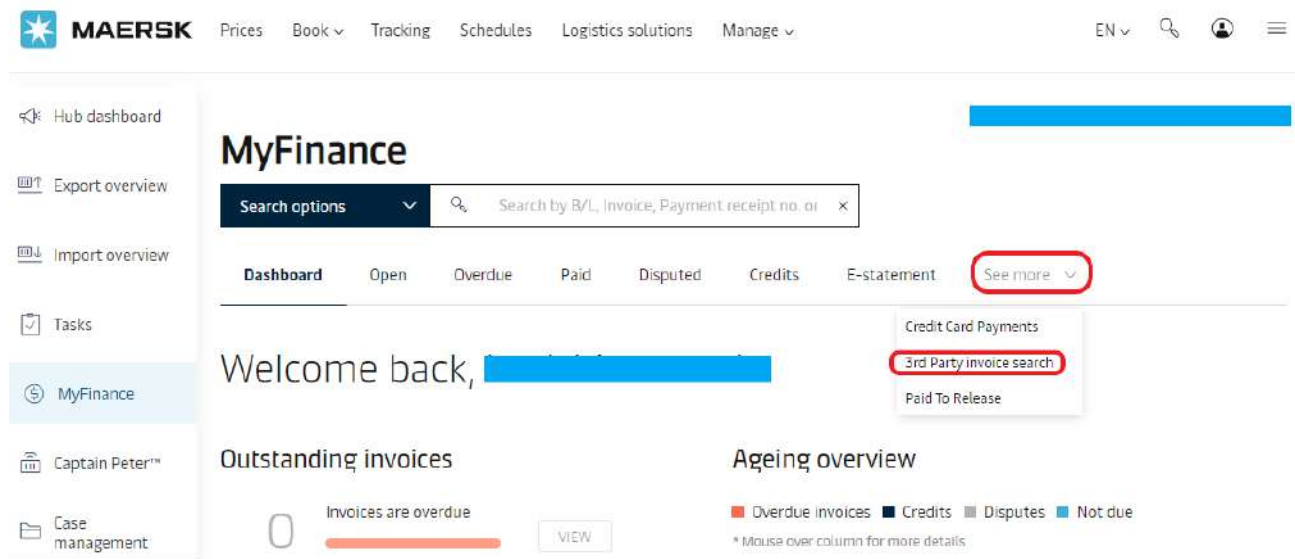 MAERSK Prices Book Tracking Schedules Logistics solutions Manage EN
Hub dashboard
Export overview
Import overview
Tasks
MyFinance
Captain Peter™
Case
management
MyFinance
Search options Search by B/L, Invoice, Payment receipt no. or
Dashboard Open Overdue Paid Disputed Credits E-statement See more
Credit Card Payments
3rd Party invoice search
Paid To Release
Welcome back,
Outstanding invoices
0 Invoices are overdue VIEW
Ageing overview
Overdue invoices Credits Disputes Not due
* Mouse over column for more details